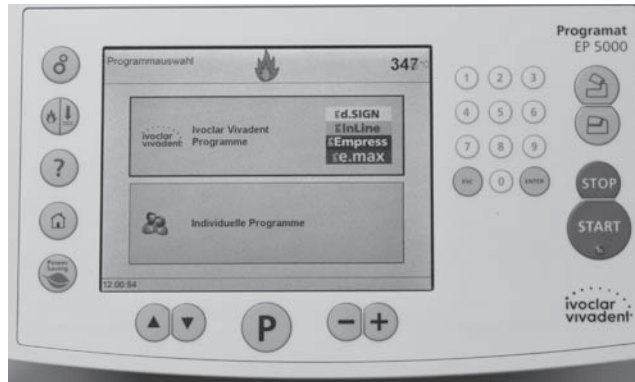 Programat
EP 5000
Programmauswahl
347 °C
ivoclar
vivadent
Ivoclar Vivadent
Programme
d.SIGN
InLine
Empress
e.max
Individuelle Programme
12:00:54
?
P
− +
1 2 3
4 5 6
7 8 9
ESC 0 ENTER
STOP
START
ivoclar
vivadent